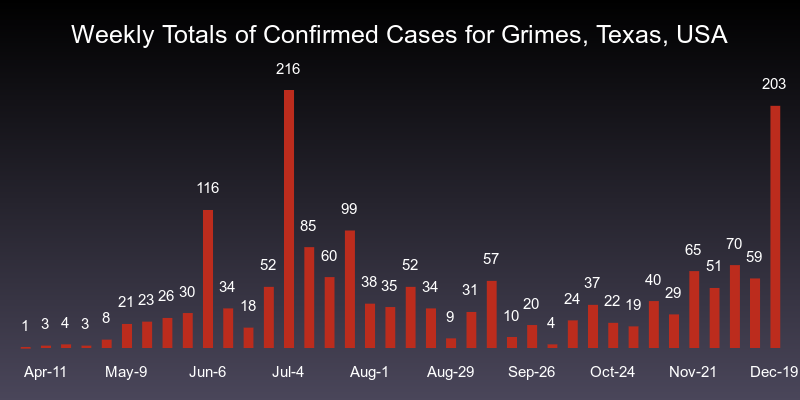 Weekly Totals of Confirmed Cases for Grimes, Texas, USA
1 3 4 3 8 21 23 26 30 116 34 18 52 216 85 60 99 38 35 52 34 9 31 57 10 20 4 24 37 22 19 40 29 65 51 70 59 203
Apr-11 May-9 Jun-6 Jul-4 Aug-1 Aug-29 Sep-26 Oct-24 Nov-21 Dec-19